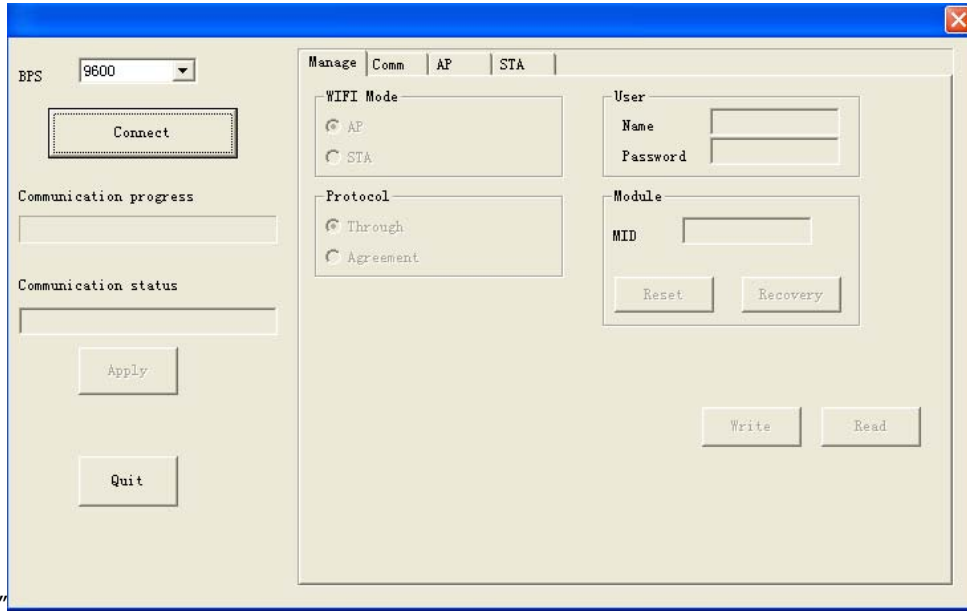 BPS 9600
Connect
Communication progress
Communication status
Apply
Quit
Manage Comm AP STA
WIFI Mode
AP
STA
Protocol
Through
Agreement
User
Name
Password
Module
MID
Reset Recovery
Write Read
"